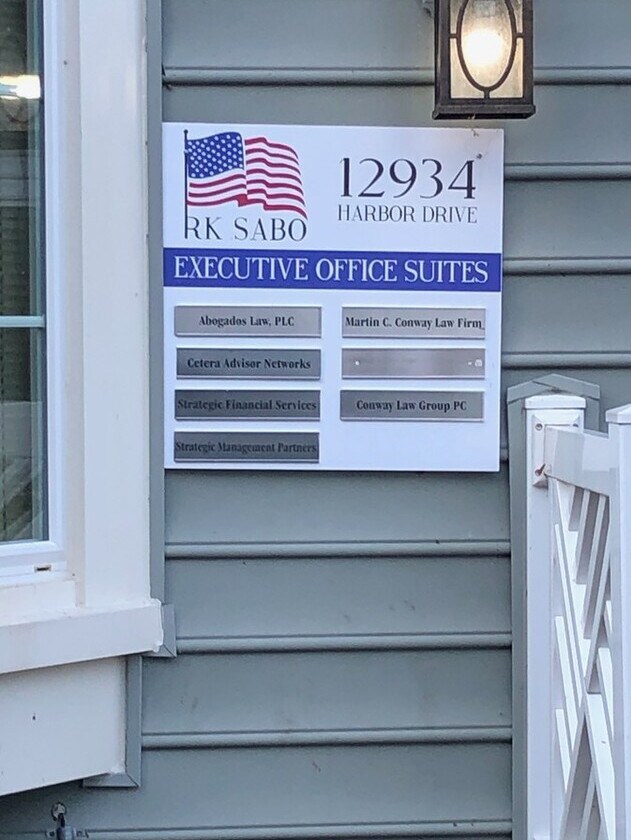 RK SABO
12934
HARBOR DRIVE
EXECUTIVE OFFICE SUITES
Abogados Law, PLC
Cetera Advisor Networks
Strategic Financial Services
Strategic Management Partners
Martin C. Conway Law Firm
Conway Law Group PC